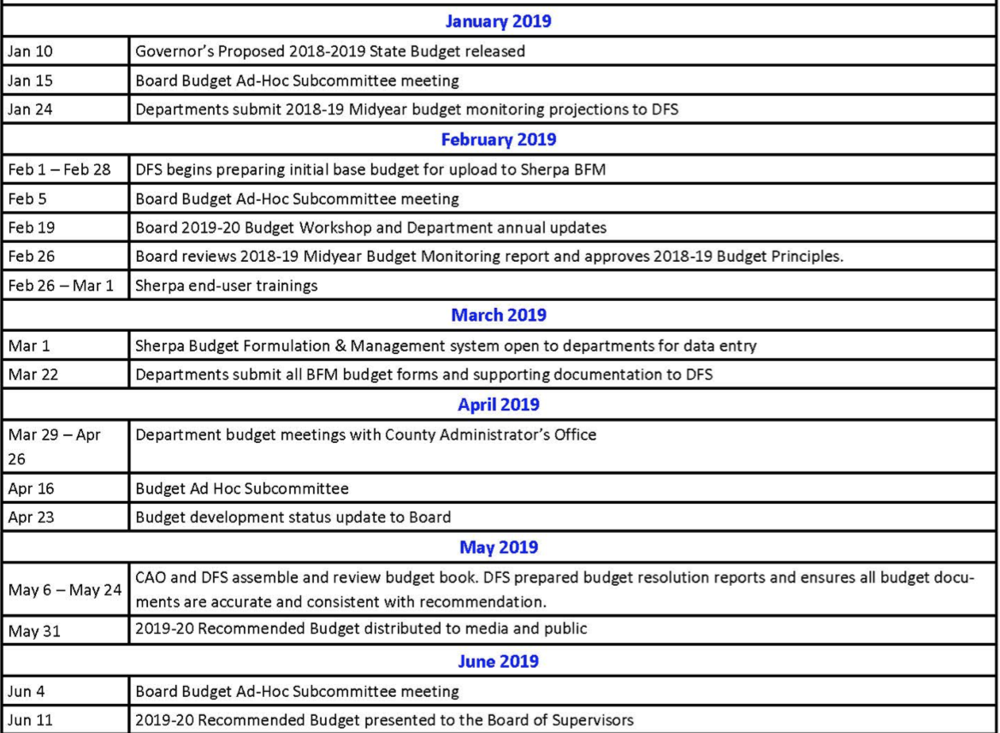 January 2019
Jan 10 Governor's Proposed 2018-2019 State Budget released
Jan 15 Board Budget Ad-Hoc Subcommittee meeting
Jan 24 Departments submit 2018-19 Midyear budget monitoring projections to DFS
February 2019
Feb 1 – Feb 28 DFS begins preparing initial base budget for upload to Sherpa BFM
Feb 5 Board Budget Ad-Hoc Subcommittee meeting
Feb 19 Board 2019-20 Budget Workshop and Department annual updates
Feb 26 Board reviews 2018-19 Midyear Budget Monitoring report and approves 2018-19 Budget Principles.
Feb 26 – Mar 1 Sherpa end-user trainings
March 2019
Mar 1 Sherpa Budget Formulation & Management system open to departments for data entry
Mar 22 Departments submit all BFM budget forms and supporting documentation to DFS
April 2019
Mar 29 – Apr Department budget meetings with County Administrator's Office
26
Apr 16 Budget Ad Hoc Subcommittee
Apr 23 Budget development status update to Board
May 2019
May 6 – May 24 CAO and DFS assemble and review budget book. DFS prepared budget resolution reports and ensures all budget docu-
ments are accurate and consistent with recommendation.
May 31 2019-20 Recommended Budget distributed to media and public
June 2019
Jun 4 Board Budget Ad-Hoc Subcommittee meeting
Jun 11 2019-20 Recommended Budget presented to the Board of Supervisors